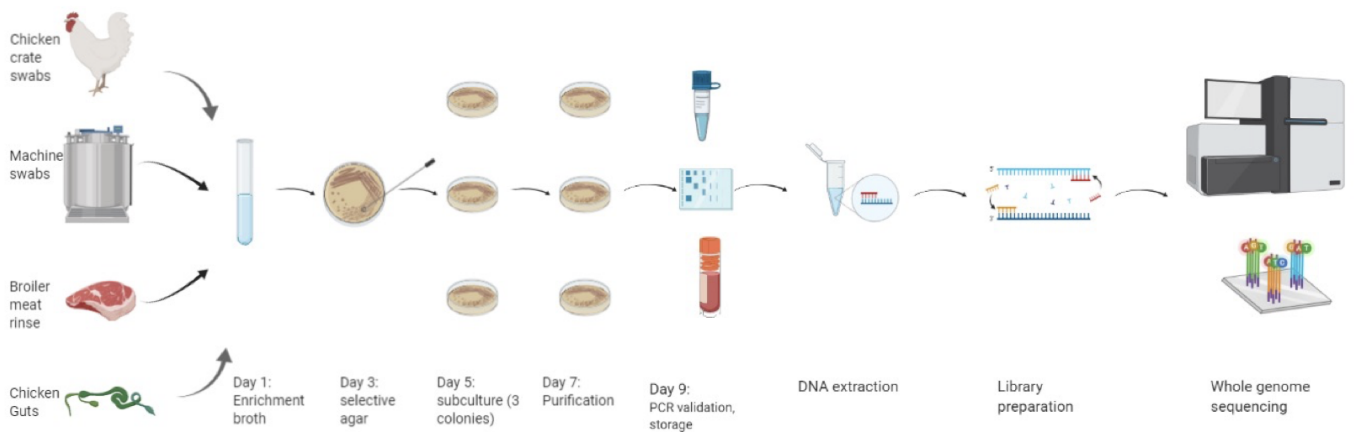 Chicken
crate
swabs
Machine
swabs
Broiler
meat
rinse
Chicken
Guts
Day 1:
Enrichment
broth
Day 3:
selective
agar
Day 5:
subculture (3
colonies)
Day 7:
Purification
Day 9:
PCR validation,
storage
DNA extraction
Library
preparation
Whole genome
sequencing